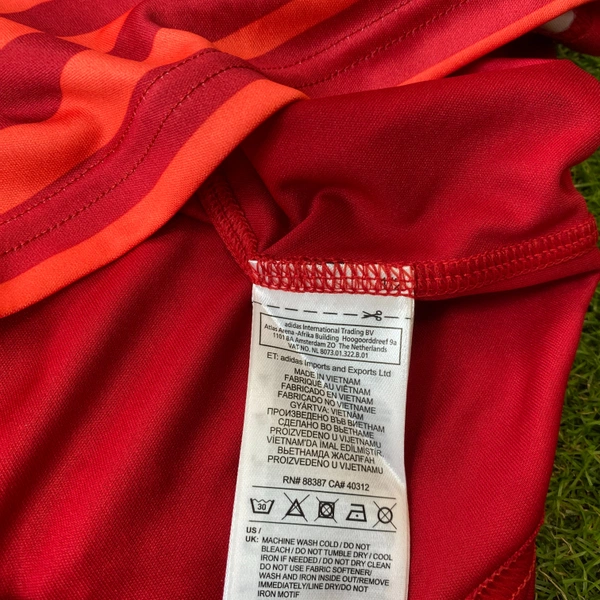 adidas International Trading BV
Atlas Arena -Afrika Building Hoogoorddreef 9a
1101 BA Amsterdam ZO The Netherlands
VAT NO. NL 8073.01.322.B.01
ET: adidas Imports and Exports Ltd
MADE IN VIETNAM
FABRIQUÉ AU VIÊTNAM
FABRICADO EN VIETNAM
FABRICADO NO VIETNAME
GYÁRTVA: VIETNÁM
ПРОИЗВЕДЕНО ВЪВ ВИЕТНАМ
СДЕЛАНО ВО ВЬЕТНАМЕ
PROIZVEDENO U VIJETNAMU
VİETNAM'DA İMAL EDİLMİŞTİR.
ВЬЕТНАМДА ЖАСАЛҒАН
PROIZVEDENO U VIJETNAMU
RN# 88387 CA# 40312
30
US /
UK: MACHINE WASH COLD / DO NOT
BLEACH / DO NOT TUMBLE DRY / COOL
IRON IF NEEDED / DO NOT DRY CLEAN
DO NOT USE FABRIC SOFTENER/
WASH AND IRON INSIDE OUT/REMOVE
IMMEDIATELY/LINE DRY/DO NOT
IRON MOTIF